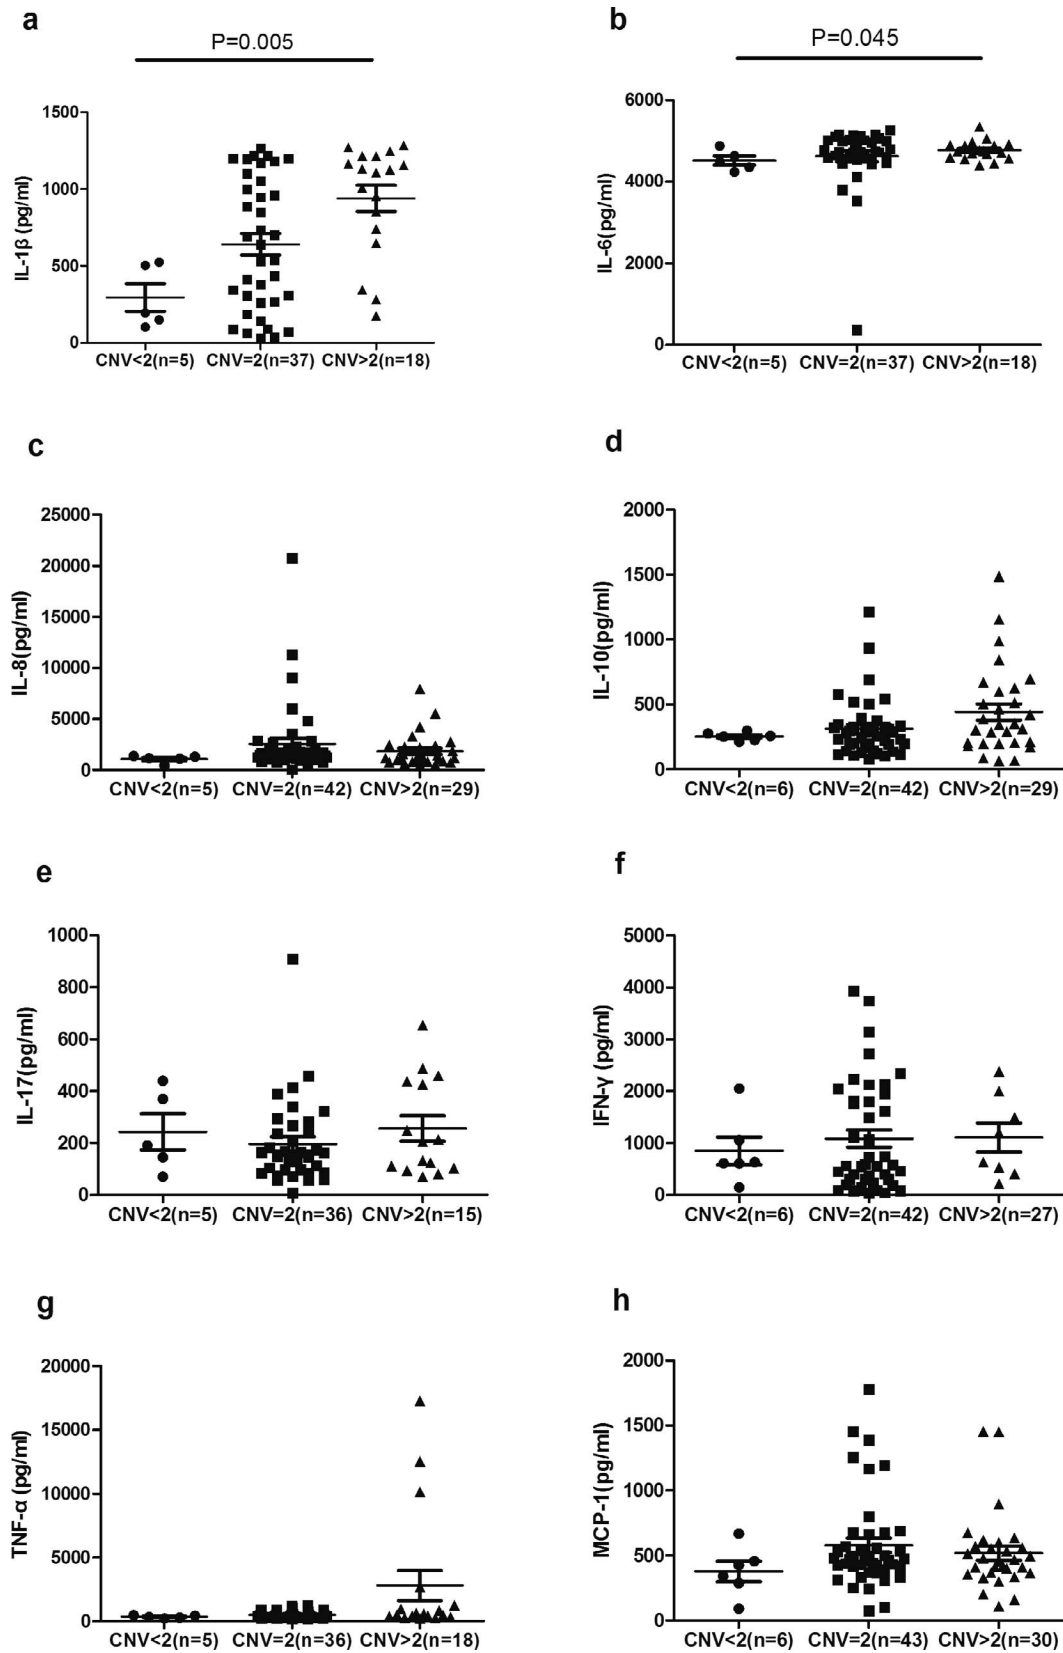 a
P=0.005
IL-1β (pg/ml)
1500
1000
500
0
CNV<2(n=5) CNV=2(n=37) CNV>2(n=18)
b
P=0.045
IL-6(pg/ml)
6000
4000
2000
0
CNV<2(n=5) CNV=2(n=37) CNV>2(n=18)
c
IL-8(pg/ml)
25000
20000
15000
10000
5000
0
CNV<2(n=5) CNV=2(n=42) CNV>2(n=29)
d
IL-10(pg/ml)
2000
1500
1000
500
0
CNV<2(n=6) CNV=2(n=42) CNV>2(n=29)
e
IL-17(pg/ml)
1000
800
600
400
200
0
CNV<2(n=5) CNV=2(n=36) CNV>2(n=15)
f
IFN-γ (pg/ml)
5000
4000
3000
2000
1000
0
CNV<2(n=6) CNV=2(n=42) CNV>2(n=27)
g
TNF-α (pg/ml)
20000
15000
10000
5000
0
CNV<2(n=5) CNV=2(n=36) CNV>2(n=18)
h
MCP-1(pg/ml)
2000
1500
1000
500
0
CNV<2(n=6) CNV=2(n=43) CNV>2(n=30)